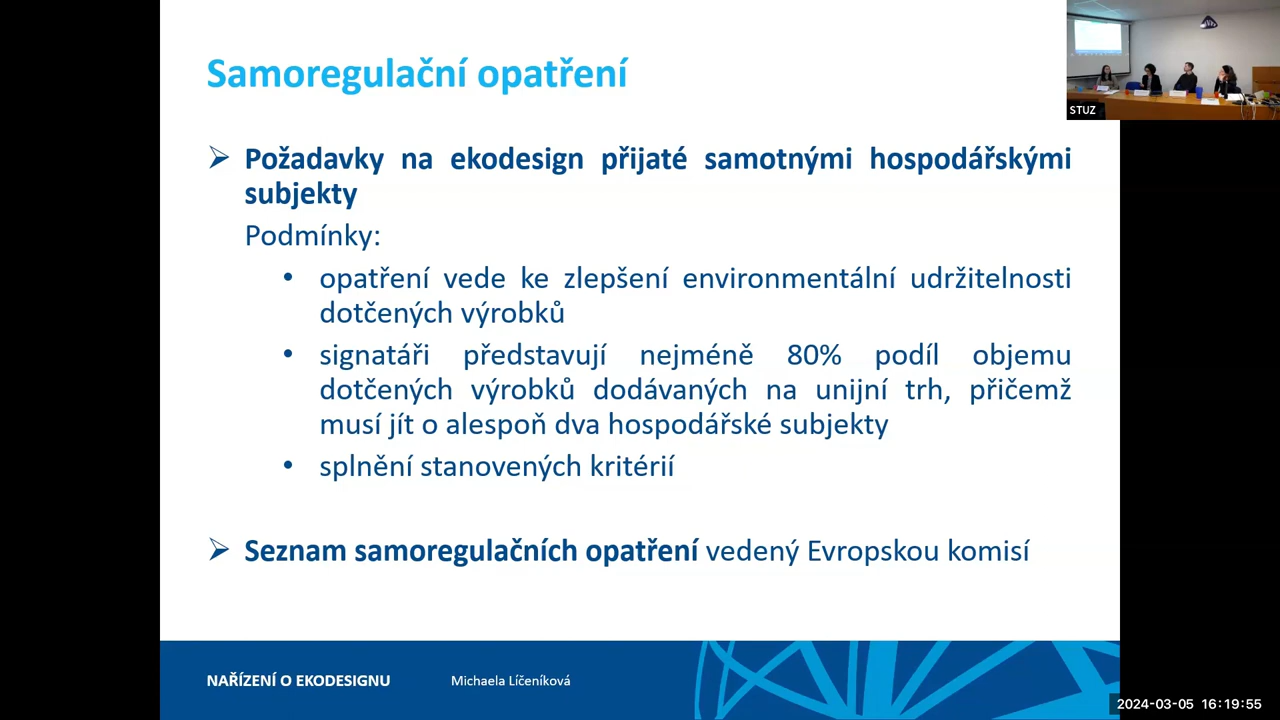 Samoregulační opatření
STUZ
Požadavky na ekodesign přijaté samotnými hospodářskými
subjekty
Podmínky:
• opatření vede ke zlepšení environmentální udržitelnosti
dotčených výrobků
• signatáři představují nejméně 80% podíl objemu
dotčených výrobků dodávaných na unijní trh, přičemž
musí jít o alespoň dva hospodářské subjekty
• splnění stanovených kritérií
Seznam samoregulačních opatření vedený Evropskou komisí
NAŘÍZENÍ O EKODESIGNU
Michaela Líčeníková
2024-03-05 16:19:55